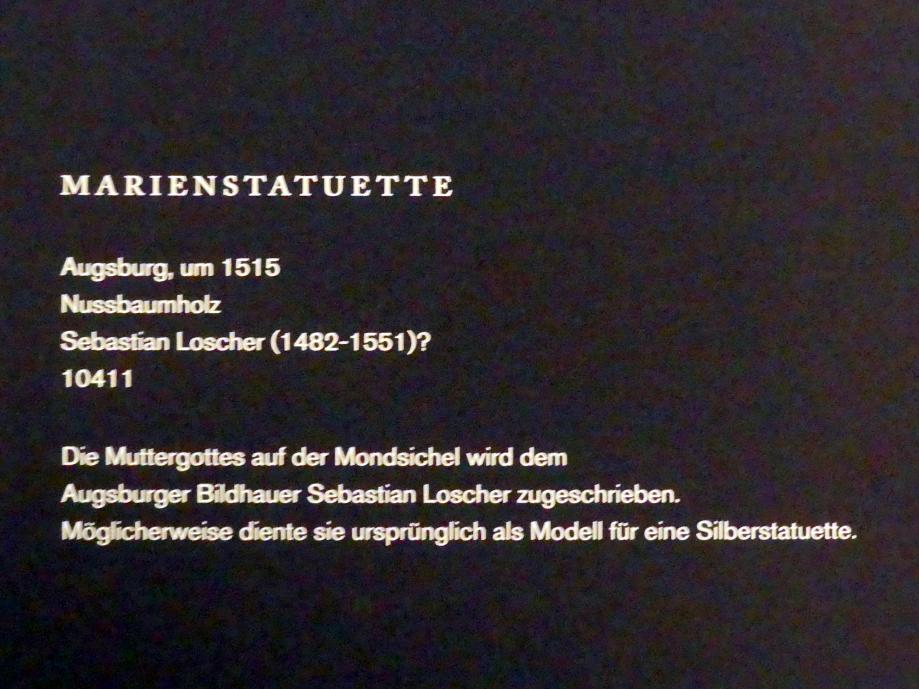 MARIENSTATUETTE
Augsburg, um 1515
Nussbaumholz
Sebastian Loscher (1482-1551)?
10411
Die Muttergottes auf der Mondsichel wird dem
Augsburger Bildhauer Sebastian Loscher zugeschrieben.
Möglicherweise diente sie ursprünglich als Modell für eine Silberstatuette.